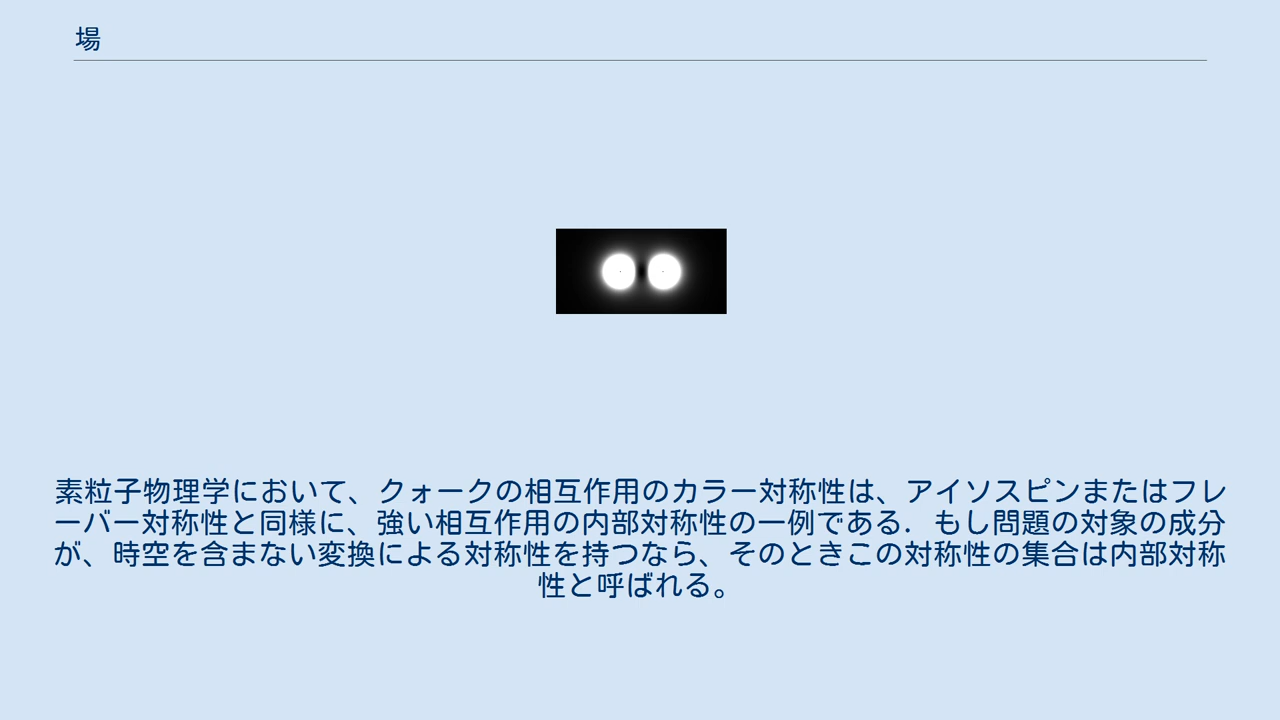 場
素粒子物理学において、クォークの相互作用のカラー対称性は、アイソスピンまたはフレ
ーバー対称性と同様に、強い相互作用の内部対称性の一例である．もし問題の対象の成分
が、時空を含まない変換による対称性を持つなら、そのときこの対称性の集合は内部対称
性と呼ばれる。